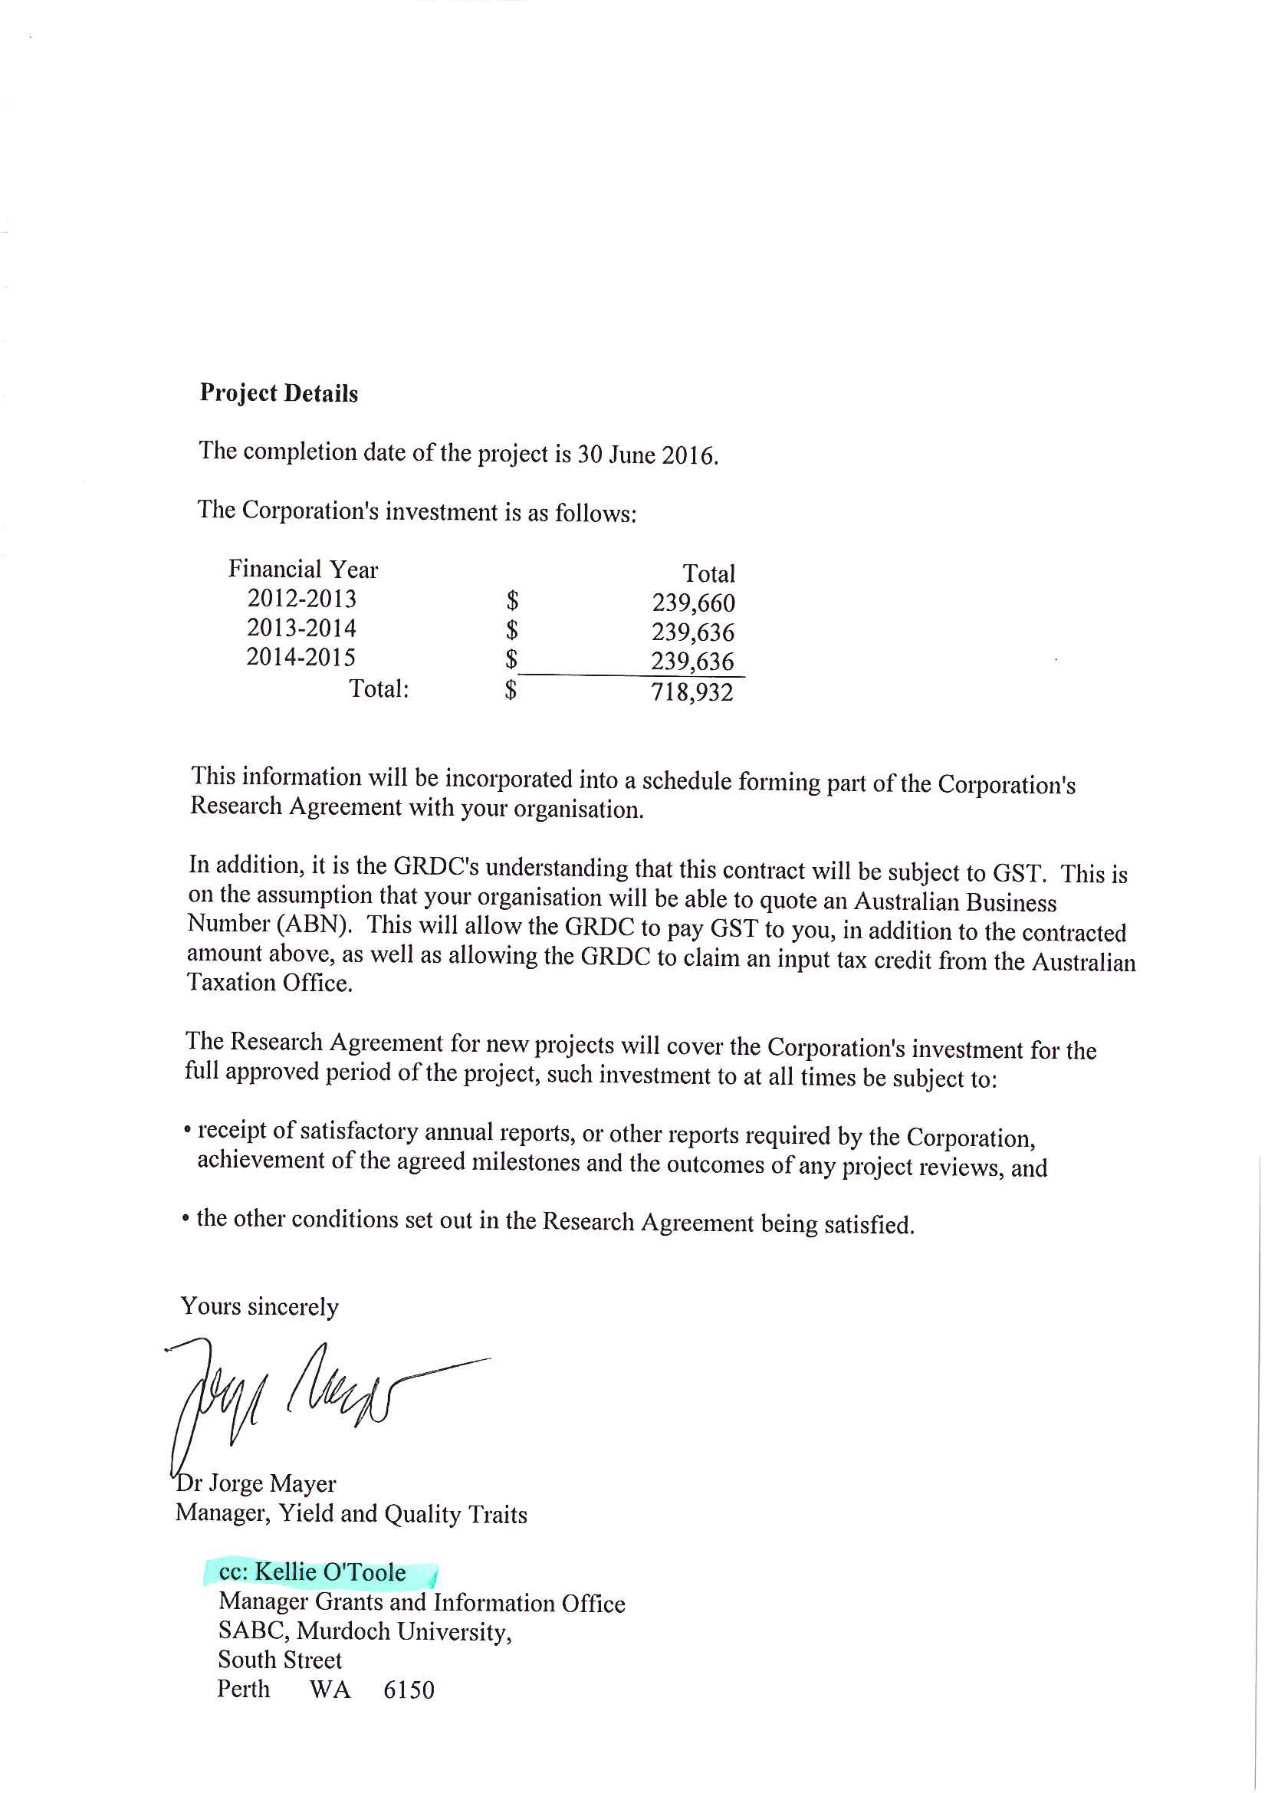 Project Details
The completion date of the project is 30 June 2016.
The Corporation's investment is as follows:
Financial Year Total
2012-2013 $ 239,660
2013-2014 $ 239,636
2014-2015 $ 239,636
Total: $ 718,932
This information will be incorporated into a schedule forming part of the Corporation's
Research Agreement with your organisation.
In addition, it is the GRDC's understanding that this contract will be subject to GST. This is
on the assumption that your organisation will be able to quote an Australian Business
Number (ABN). This will allow the GRDC to pay GST to you, in addition to the contracted
amount above, as well as allowing the GRDC to claim an input tax credit from the Australian
Taxation Office.
The Research Agreement for new projects will cover the Corporation's investment for the
full approved period of the project, such investment to at all times be subject to:
• receipt of satisfactory annual reports, or other reports required by the Corporation,
achievement of the agreed milestones and the outcomes of any project reviews, and
• the other conditions set out in the Research Agreement being satisfied.
Yours sincerely
Jorge Mayer
Dr Jorge Mayer
Manager, Yield and Quality Traits
cc: Kellie O'Toole
Manager Grants and Information Office
SABC, Murdoch University,
South Street
Perth WA 6150